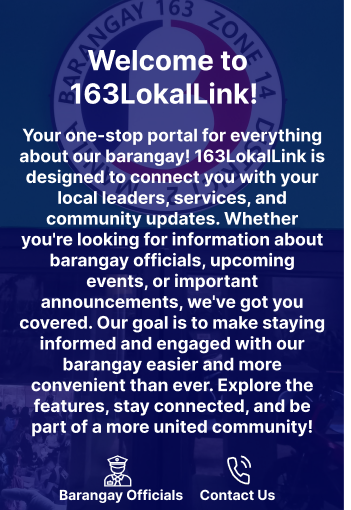 BARANGAY 163 ZONE 14
Welcome to
163LokalLink!
Your one-stop portal for everything
about our barangay! 163LokalLink is
designed to connect you with your
local leaders, services, and
community updates. Whether
you're looking for information about
barangay officials, upcoming
events, or important
announcements, we've got you
covered. Our goal is to make staying
informed and engaged with our
barangay easier and more
convenient than ever. Explore the
features, stay connected, and be
part of a more united community!
Barangay Officials Contact Us